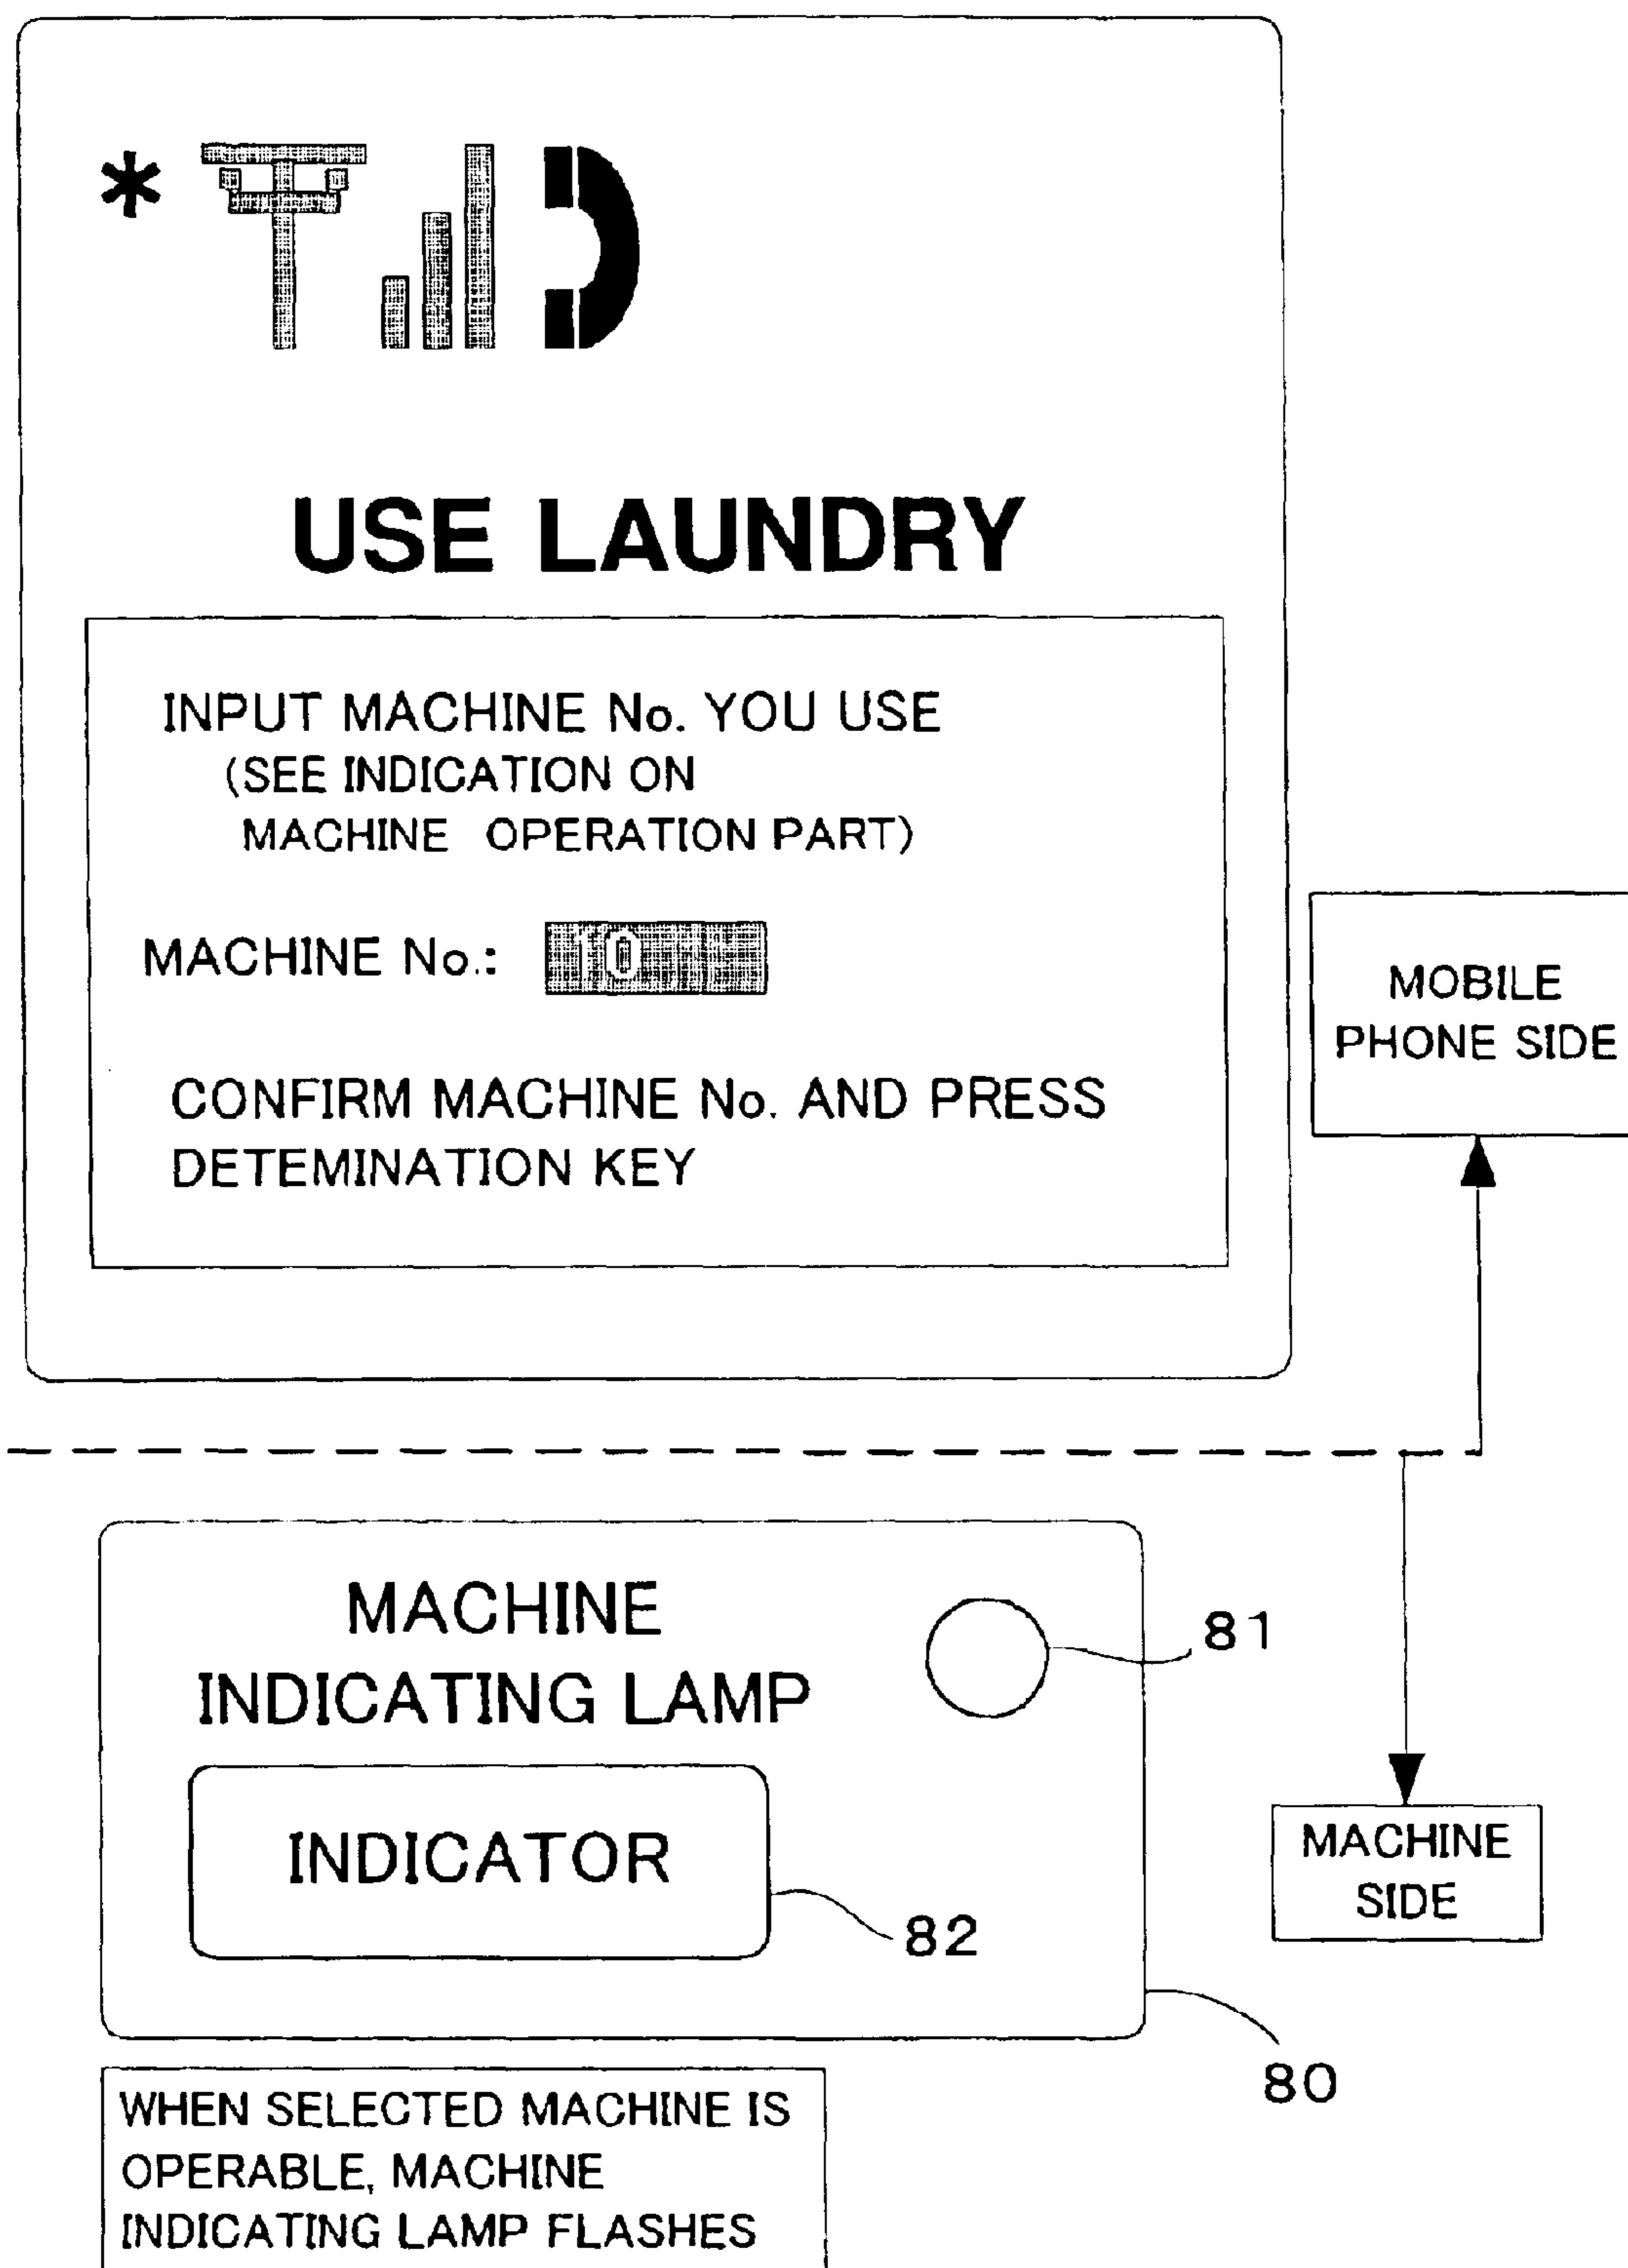 *
USE LAUNDRY
INPUT MACHINE No. YOU USE
(SEE INDICATION ON
MACHINE OPERATION PART)
MACHINE No.: 10
CONFIRM MACHINE No. AND PRESS
DETEMINATION KEY
MOBILE
PHONE SIDE
MACHINE
INDICATING LAMP
81
INDICATOR
82
MACHINE
SIDE
80
WHEN SELECTED MACHINE IS
OPERABLE, MACHINE
INDICATING LAMP FLASHES